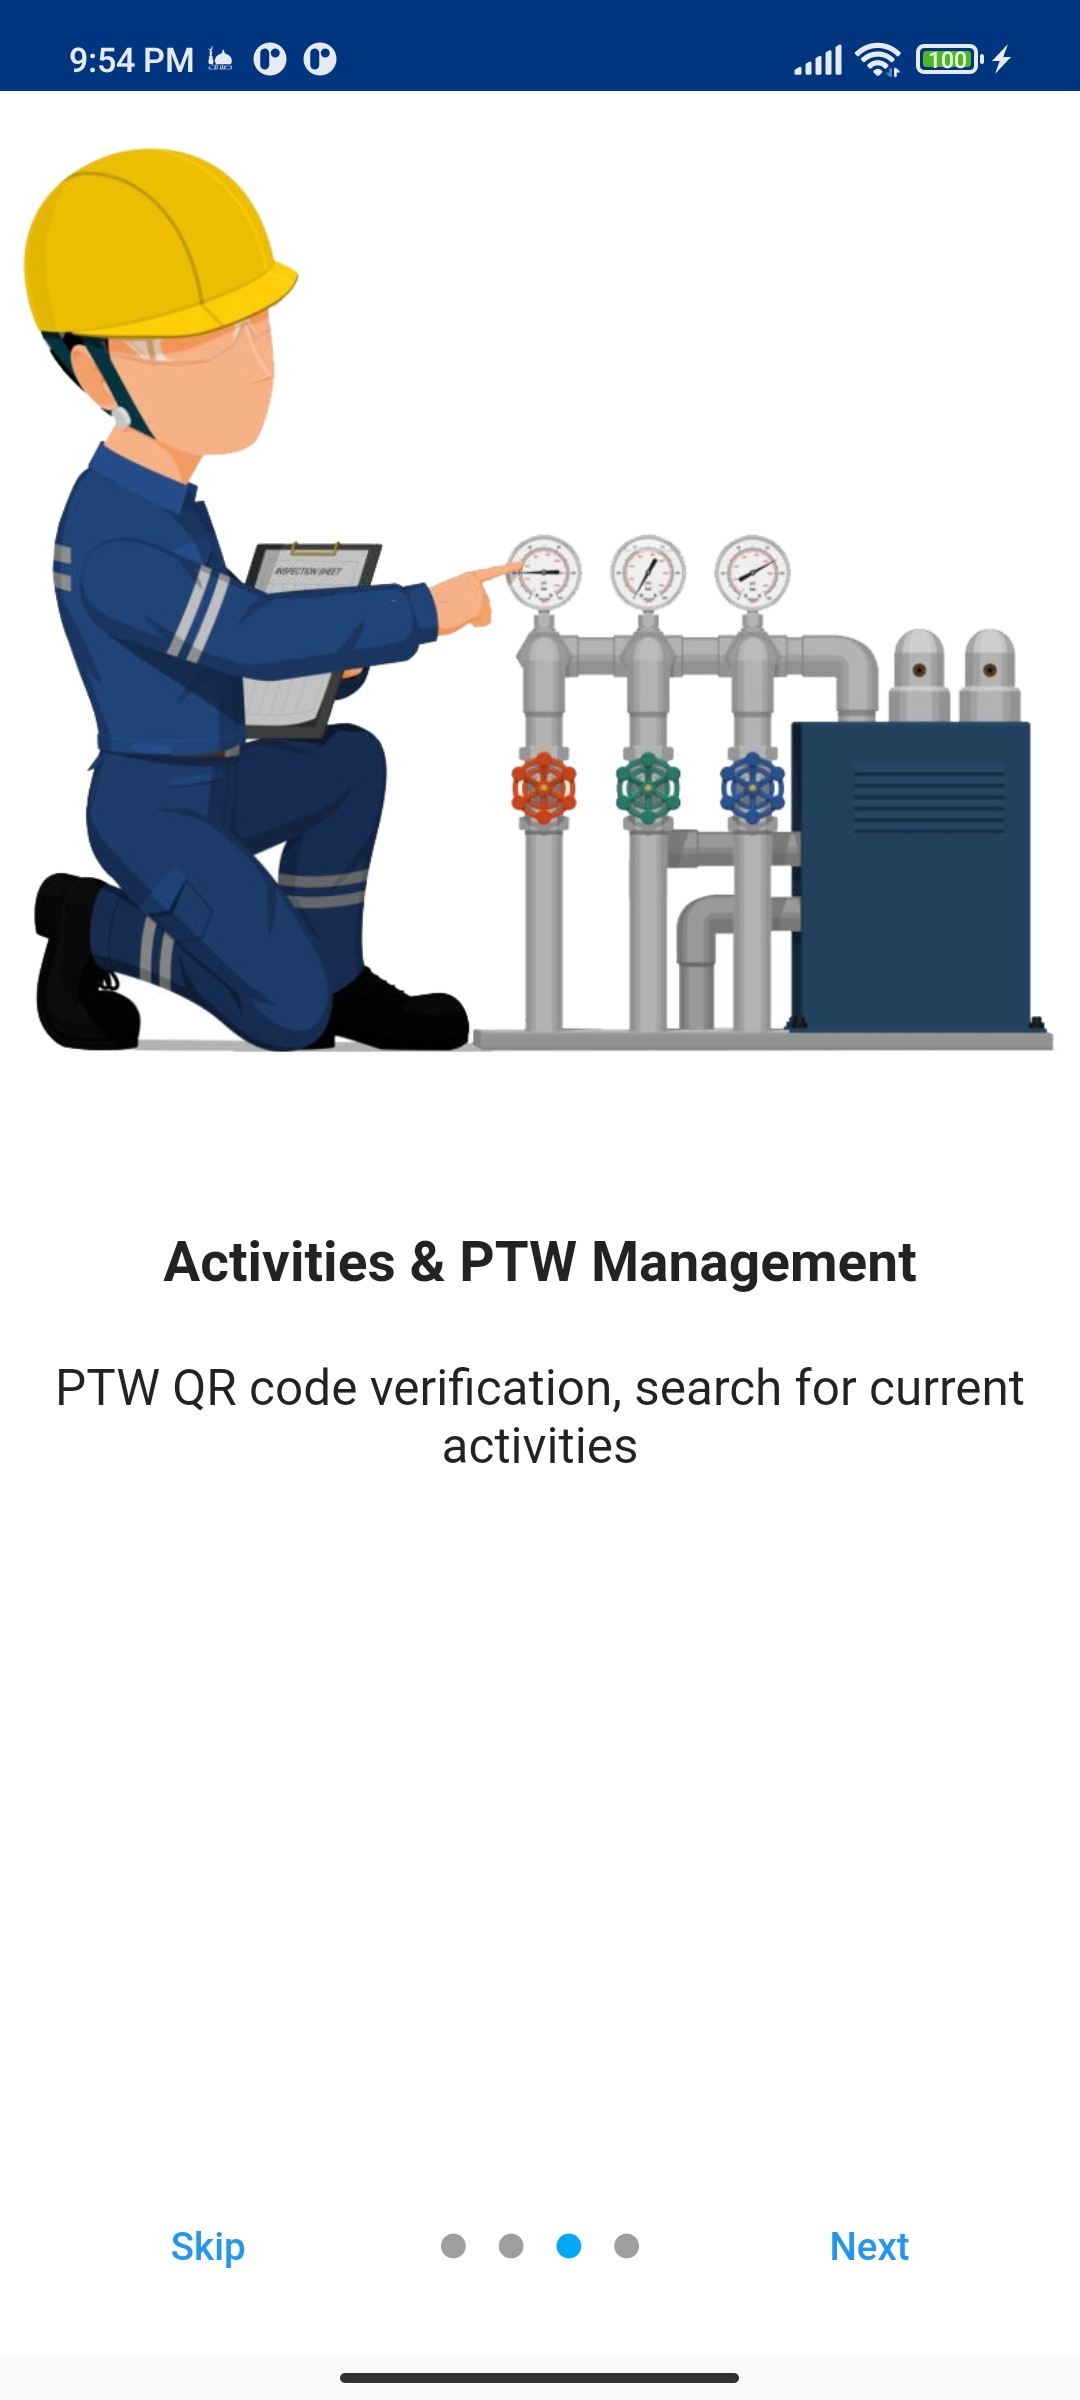 9:54 PM
100
INSPECTION SHEET
Activities & PTW Management
PTW QR code verification, search for current
activities
Skip
Next